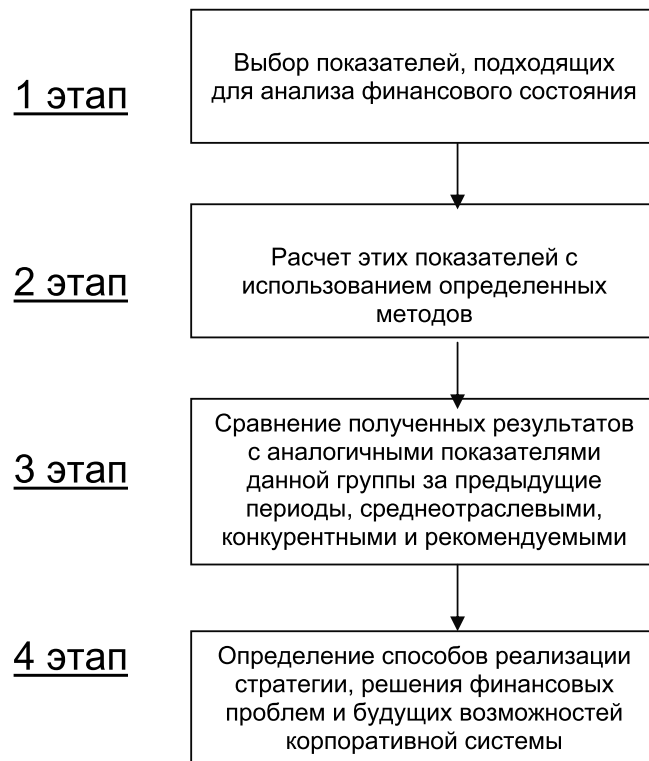 1 этап
Выбор показателей, подходящих
для анализа финансового состояния
2 этап
Расчет этих показателей с
использованием определенных
методов
3 этап
Сравнение полученных результатов
с аналогичными показателями
данной группы за предыдущие
периоды, среднеотраслевыми,
конкурентными и рекомендуемыми
4 этап
Определение способов реализации
стратегии, решения финансовых
проблем и будущих возможностей
корпоративной системы